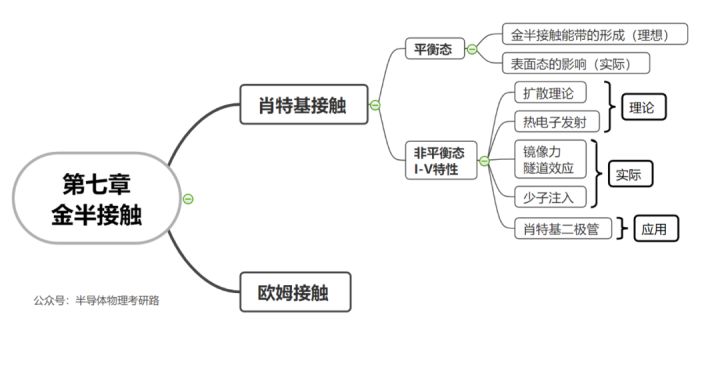 第七章
金半接触
肖特基接触
平衡态
金半接触能带的形成（理想）
表面态的影响（实际）
非平衡态
I-V特性
扩散理论
热电子发射
理论
镜像力
隧道效应
少子注入
实际
肖特基二极管
应用
欧姆接触
公众号：半导体物理考研路